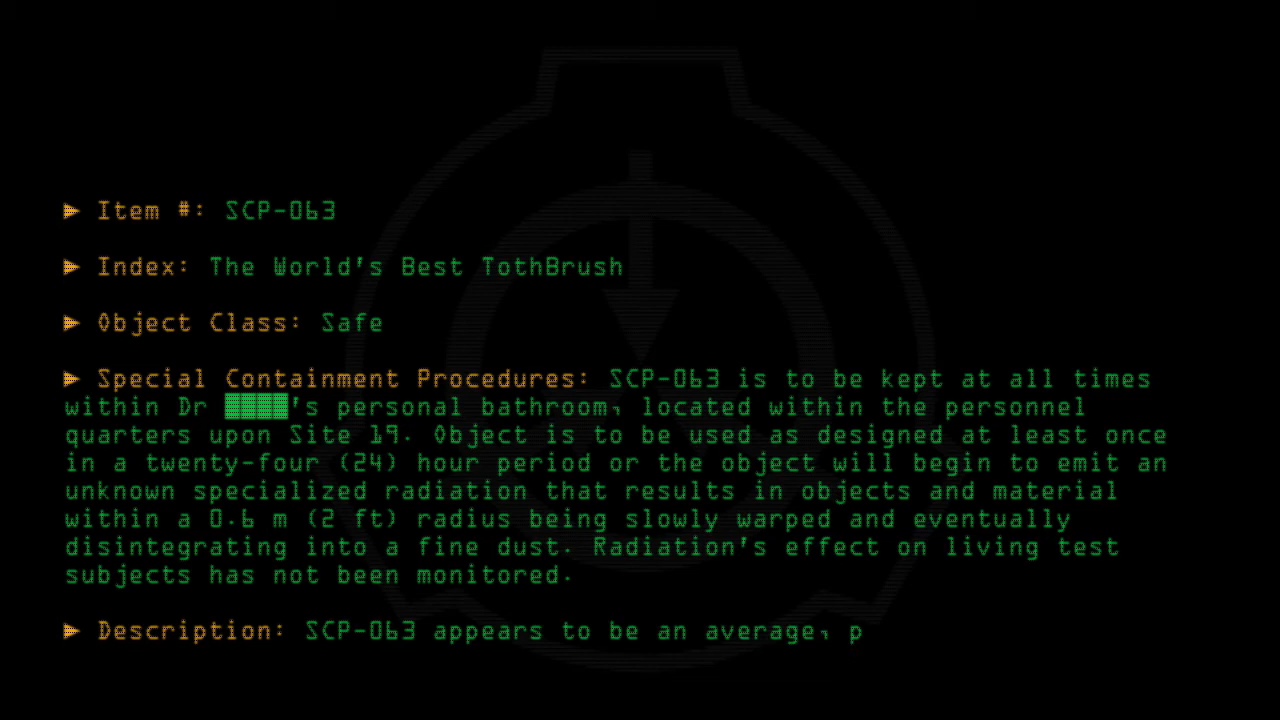 ► Item #: SCP-063
► Index: The World's Best TothBrush
► Object Class: Safe
► Special Containment Procedures: SCP-063 is to be kept at all times
within Dr ████'s personal bathroom, located within the personnel
quarters upon Site 19. Object is to be used as designed at least once
in a twenty-four (24) hour period or the object will begin to emit an
unknown specialized radiation that results in objects and material
within a 0.6 m (2 ft) radius being slowly warped and eventually
disintegrating into a fine dust. Radiation's effect on living test
subjects has not been monitored.
► Description: SCP-063 appears to be an average, p